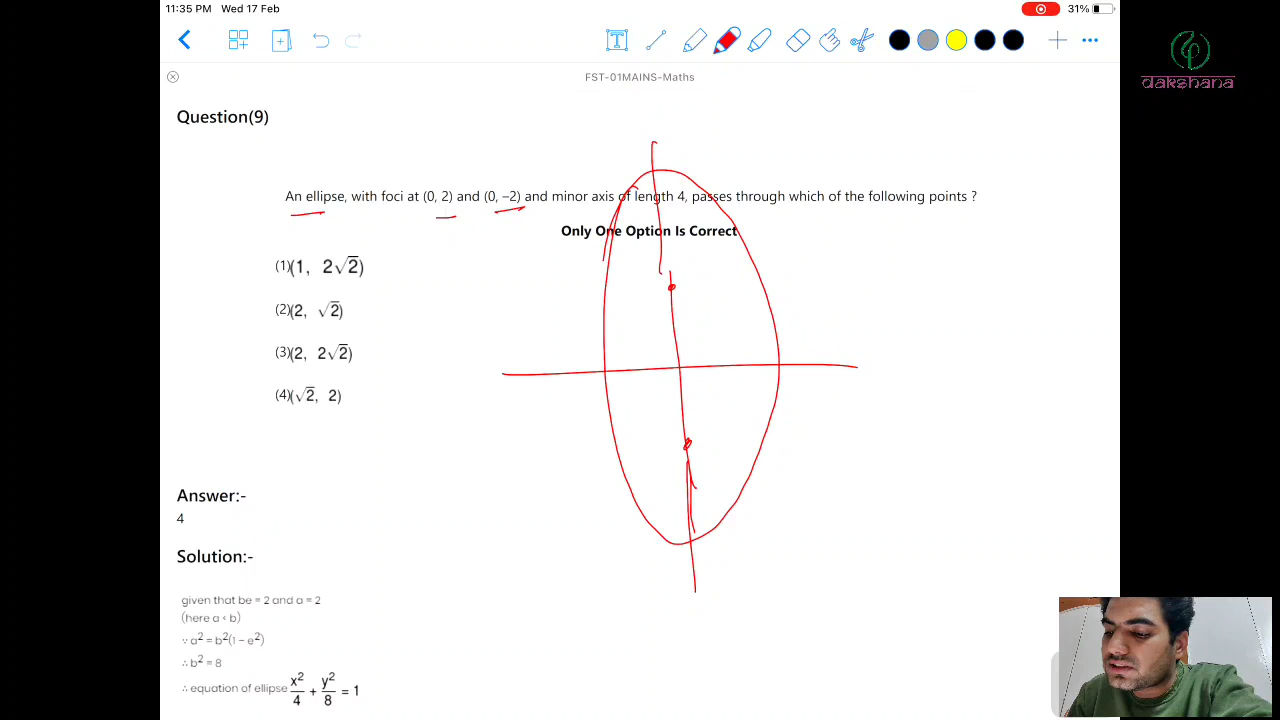 11:35 PM Wed 17 Feb
31%
dakshana
FST-01MAINS-Maths
Question(9)
An ellipse, with foci at (0, 2) and (0, –2) and minor axis of length 4, passes through which of the following points ?
Only One Option Is Correct
(1)(1, 2√2)
(2)(2, √2)
(3)(2, 2√2)
(4)(√2, 2)
Answer:-
4
Solution:-
given that be = 2 and a = 2
(here a < b)
∵ a² = b²(1 – e²)
∴ b² = 8
∴ equation of ellipse x²/4 + y²/8 = 1